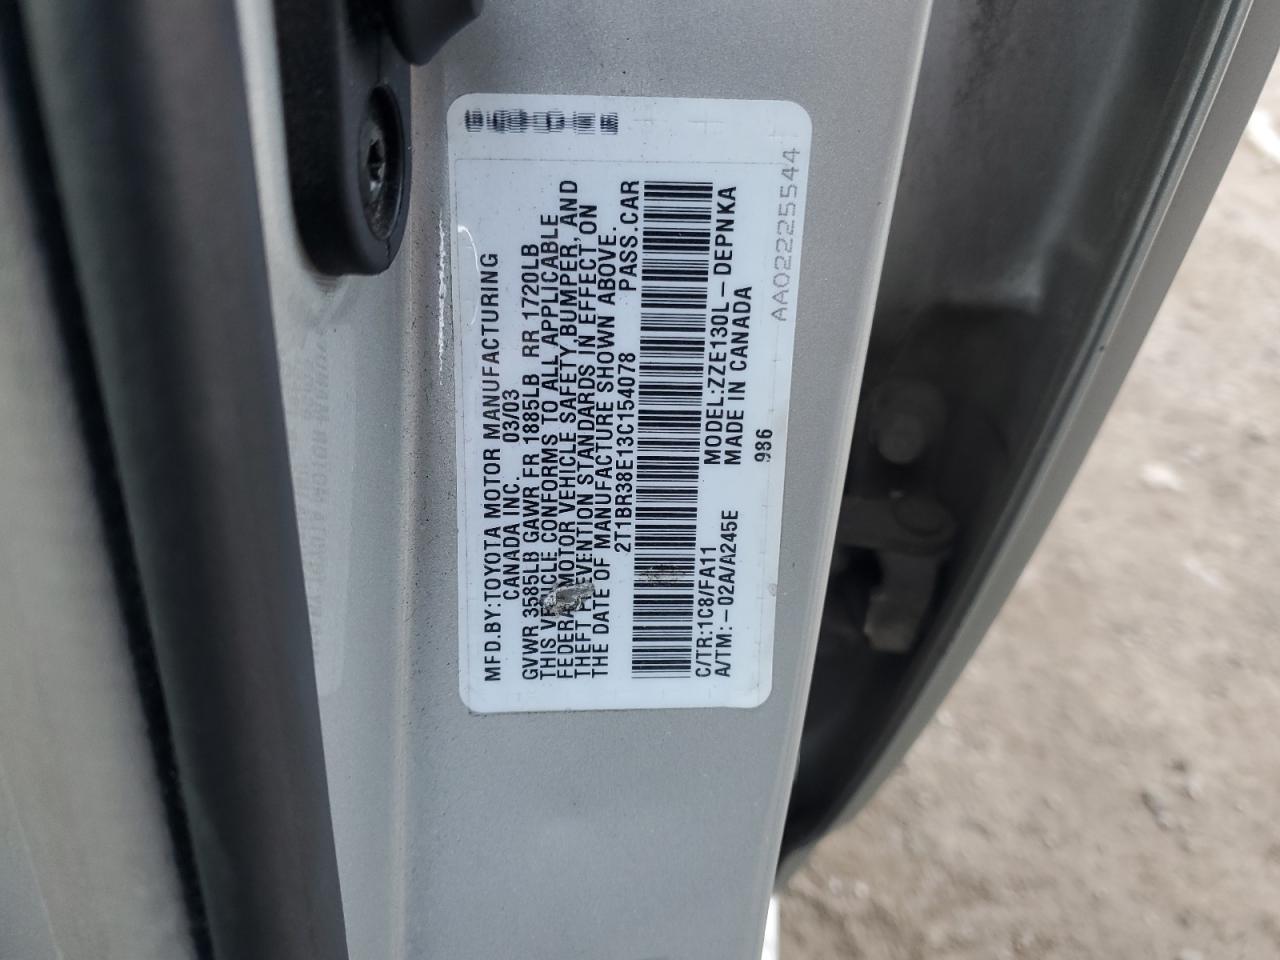 MFD.BY:TOYOTA MOTOR MANUFACTURING
CANADA INC. 03/03
GVWR 3585LB GAWR FR 1885LB RR 1720LB
THIS VEHICLE CONFORMS TO ALL APPLICABLE
FEDERAL MOTOR VEHICLE SAFETY,BUMPER, AND
THEFT PREVENTION STANDARDS IN EFFECT ON
THE DATE OF MANUFACTURE SHOWN ABOVE.
2T1BR38E13C154078 PASS.CAR
C/TR:1C8/FA11 MODEL:ZZE130L-DEPNKA
A/TM:-02A/A245E MADE IN CANADA
986
AA02225544